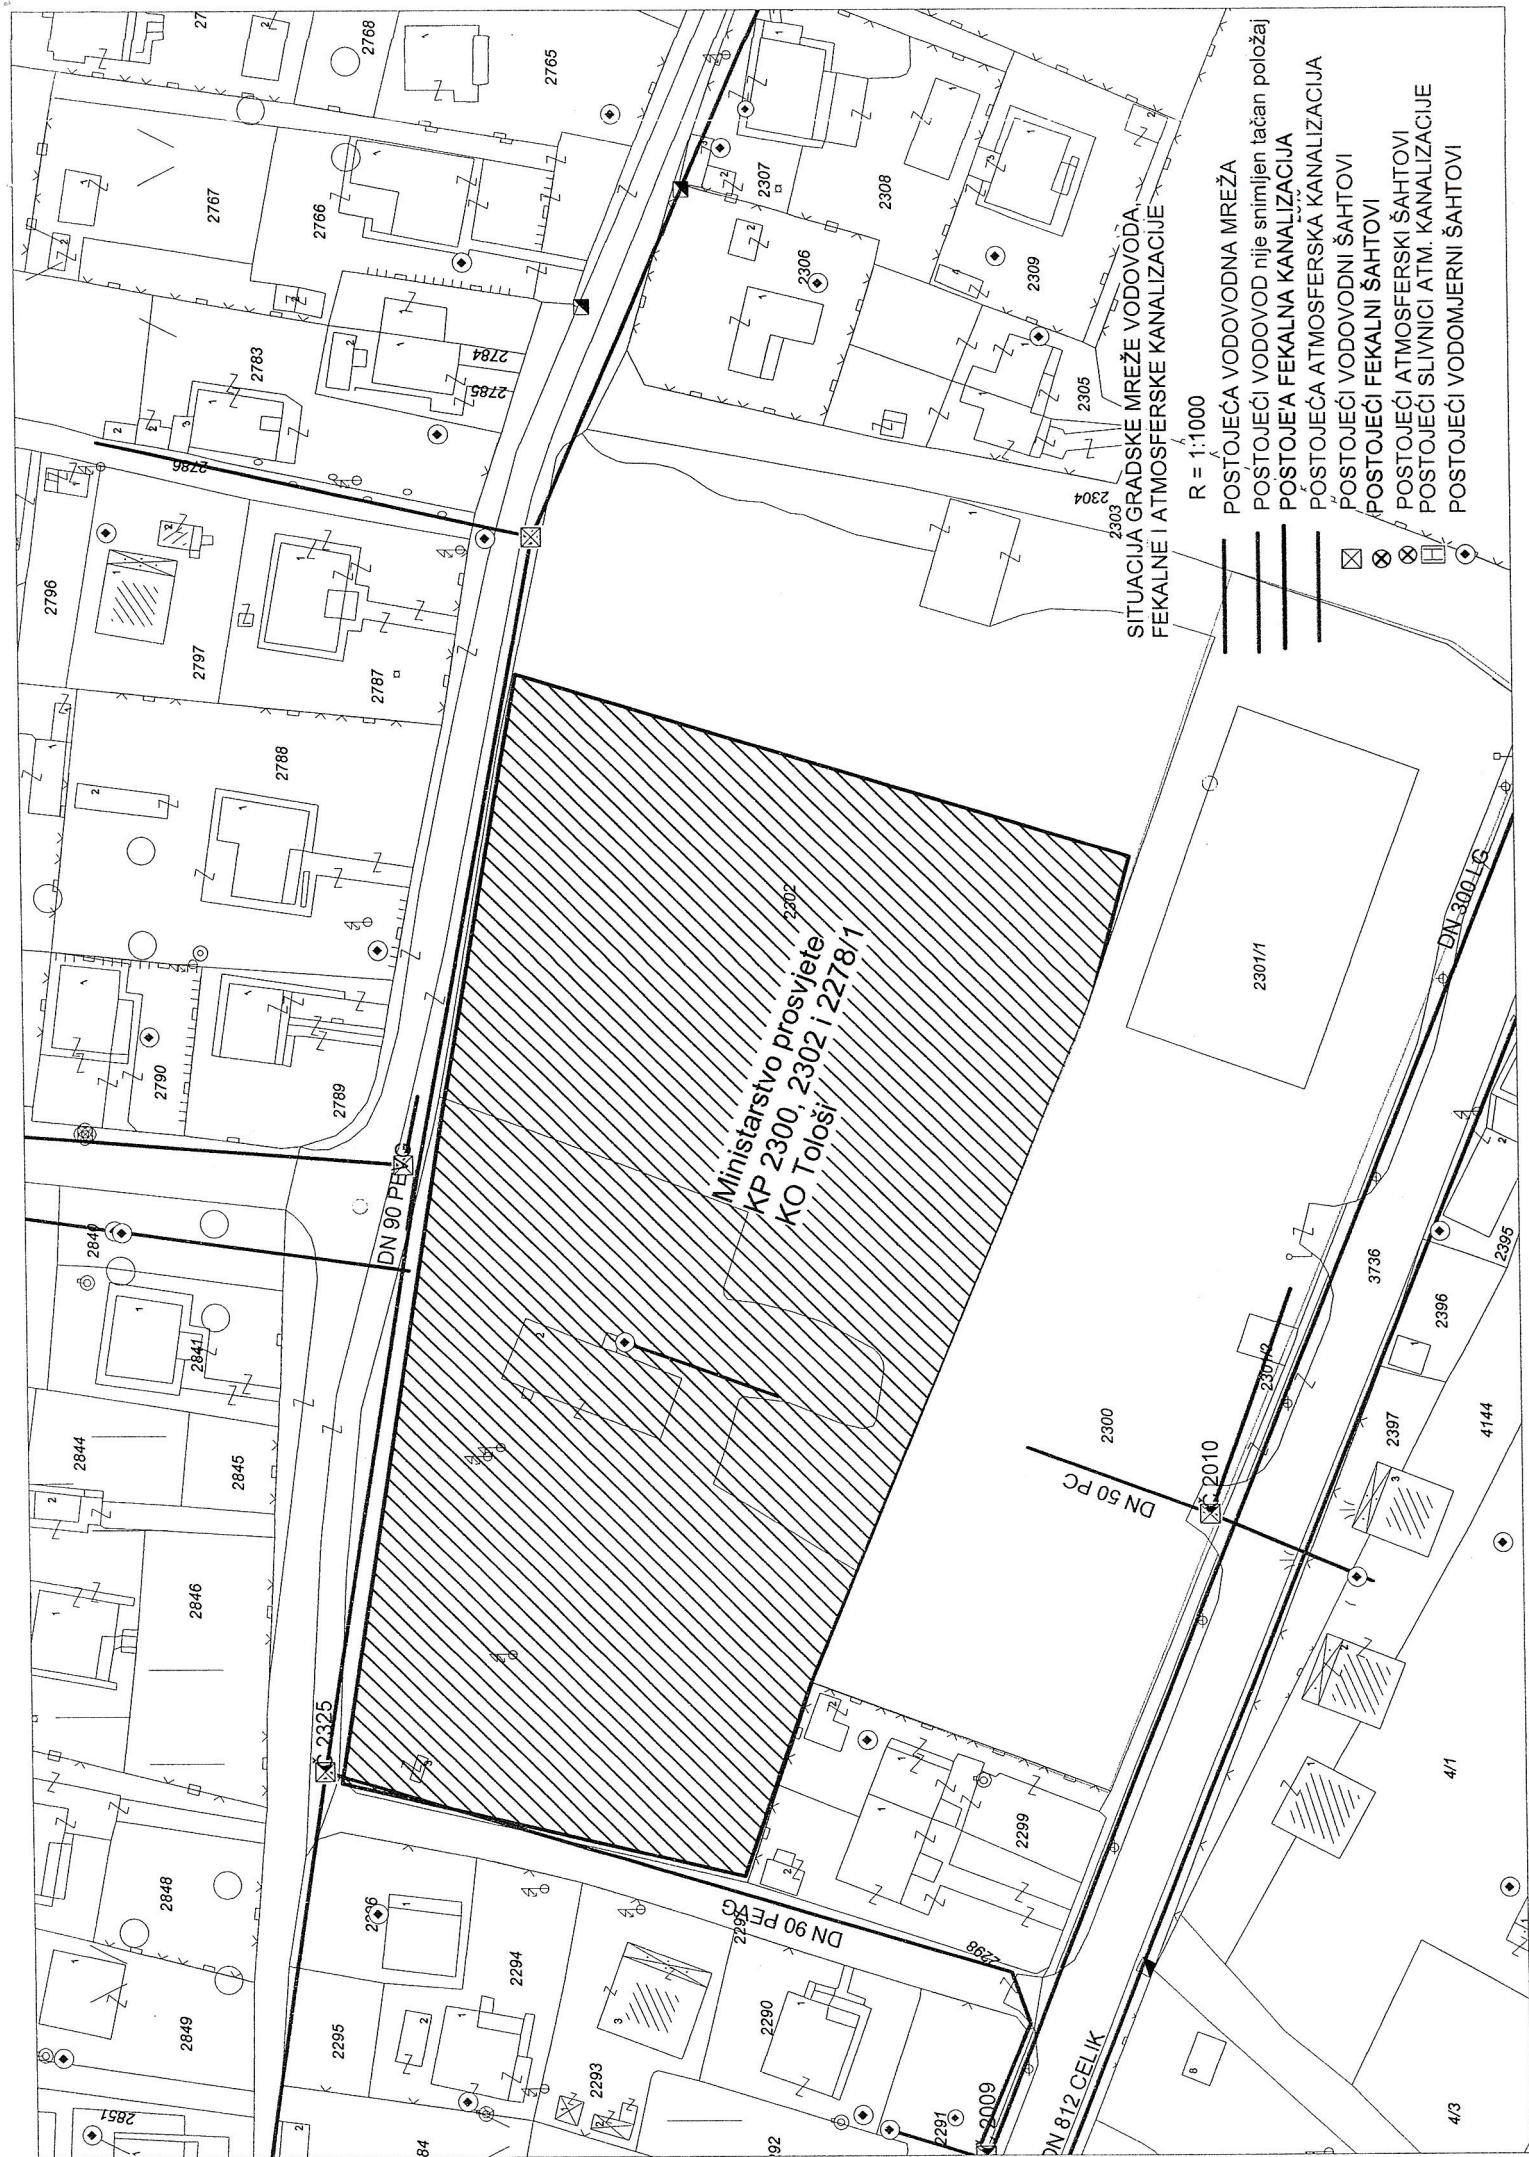 SITUACIJA GRADSKE MREŽE VODOVODA,
FEKALNE I ATMOSFERSKE KANALIZACIJE
R = 1:1000
POSTOJEĆA VODOVODNA MREŽA
POSTOJEĆI VODOVOD nije snimljen tačan položaj
POSTOJE'A FEKALNA KANALIZACIJA
POSTOJEĆA ATMOSFERSKA KANALIZACIJA
POSTOJEĆI VODOVODNI ŠAHTOVI
POSTOJEĆI FEKALNI ŠAHTOVI
POSTOJEĆI ATMOSFERSKI ŠAHTOVI
POSTOJEĆI SLIVNICI ATM. KANALIZACIJE
POSTOJEĆI VODOMJERNI ŠAHTOVI
Ministarstvo prosvjete
KP 2300, 2302 i 2278/1
KO Tološi
2302
DN 90 PEVG
DN 90 PEVG
DN 50 PC
DN 300 LG
DN 812 CELIK
Č 2325
Č 2010
2009
2851
2849
2848
2846
2844
2845
2841
2840
2790
2789
2788
2796
2797
2787
2786
2783
2785
2784
2767
2766
2768
2765
2307
2308
2306
2309
2305
2304
2303
2301/1
2301/2
2300
3736
2395
2396
2397
4144
4/1
4/3
2299
2298
2290
2291
2293
2294
2295